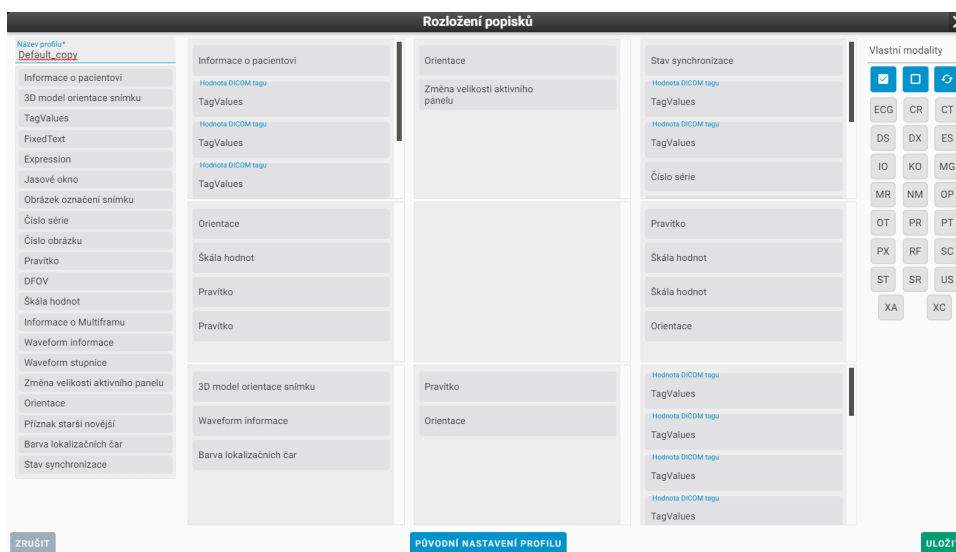 Rozložení popisků
Název profilu*
Default_copy
Informace o pacientovi
3D model orientace snímku
TagValues
FixedText
Expression
Jasové okno
Obrázek označení snímku
Číslo série
Číslo obrázku
Pravítko
DFOV
Škála hodnot
Informace o Multiframu
Waveform informace
Waveform stupnice
Změna velikosti aktivního panelu
Orientace
Příznak starší novější
Barva lokalizačních čar
Stav synchronizace
Informace o pacientovi
Hodnota DICOM tagu
TagValues
Hodnota DICOM tagu
TagValues
Hodnota DICOM tagu
TagValues
Orientace
Změna velikosti aktivního
panelu
Stav synchronizace
Hodnota DICOM tagu
TagValues
Hodnota DICOM tagu
TagValues
Číslo série
Orientace
Škála hodnot
Pravítko
Pravítko
Pravítko
Škála hodnot
Škála hodnot
Orientace
3D model orientace snímku
Waveform informace
Barva lokalizačních čar
Pravítko
Orientace
Hodnota DICOM tagu
TagValues
Hodnota DICOM tagu
TagValues
Hodnota DICOM tagu
TagValues
Hodnota DICOM tagu
TagValues
Vlastní modality
ECG CR CT
DS DX ES
IO KO MG
MR NM OP
OT PR PT
PX RF SC
ST SR US
XA XC
ZRUŠIT
PŮVODNÍ NASTAVENÍ PROFILU
ULOŽIT